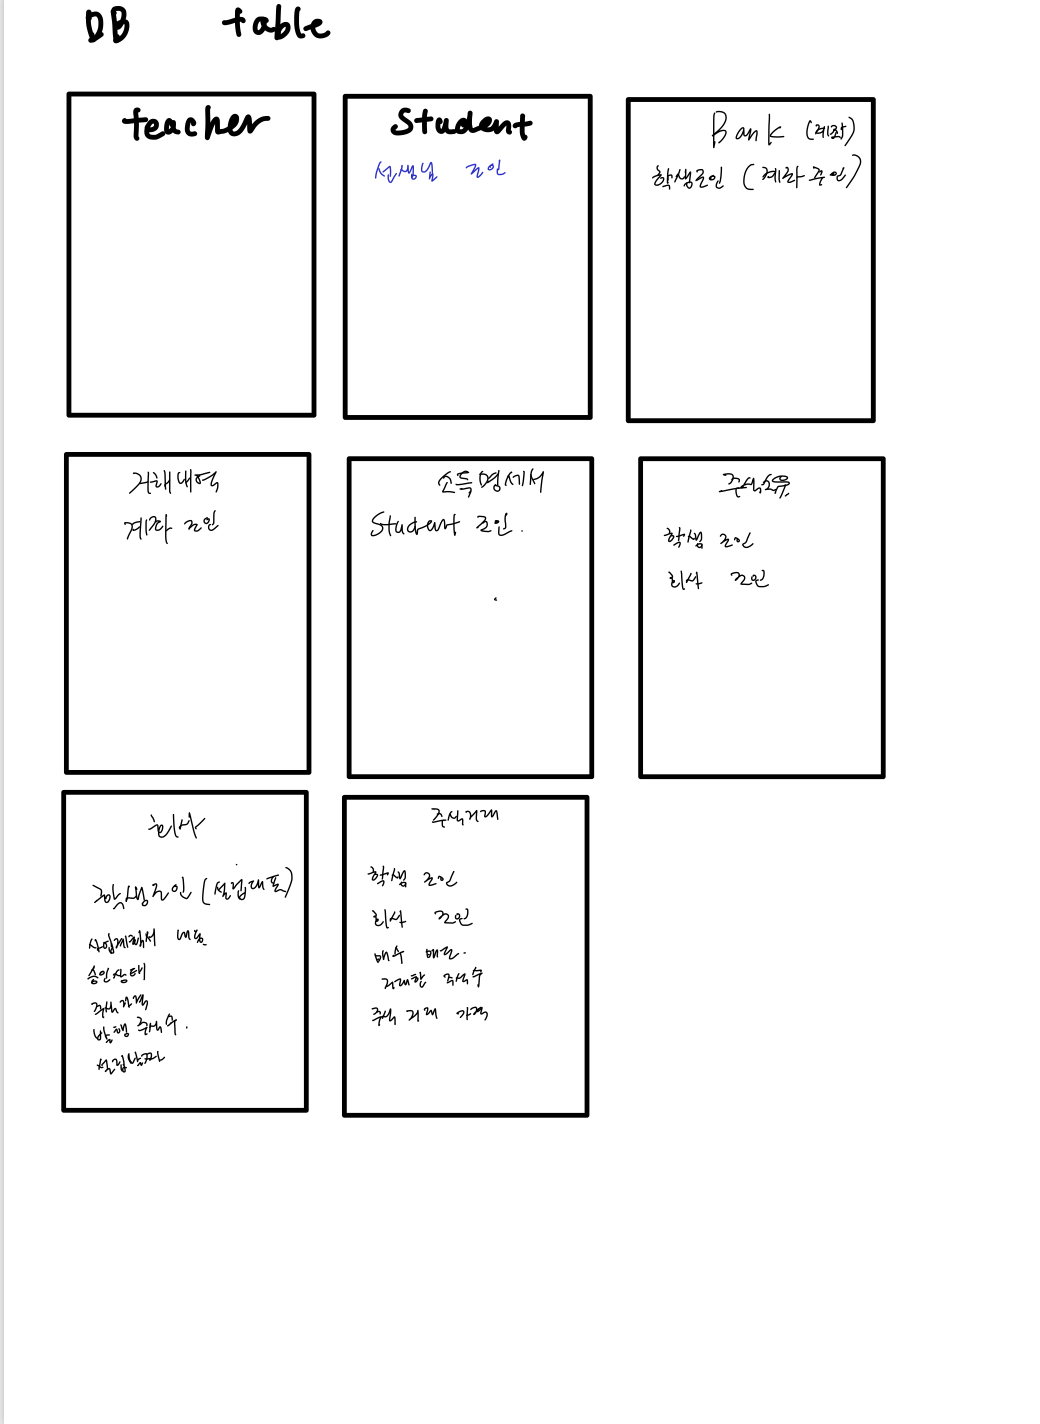 DB table
teacher
Student
선생님 조인
Bank (계좌)
학생조인 (계좌주인)
거래내역
계좌 조인
소득명세서
Student 조인.
주식소유
학생 조인
회사 조인
회사
학생조인 (설립대표)
사업계획서 내용
승인상태
주식가격
발행 주식수.
설립날짜
주식거래
학생 조인
회사 조인
매수 매도.
거래한 주식수
주식 거래 가격